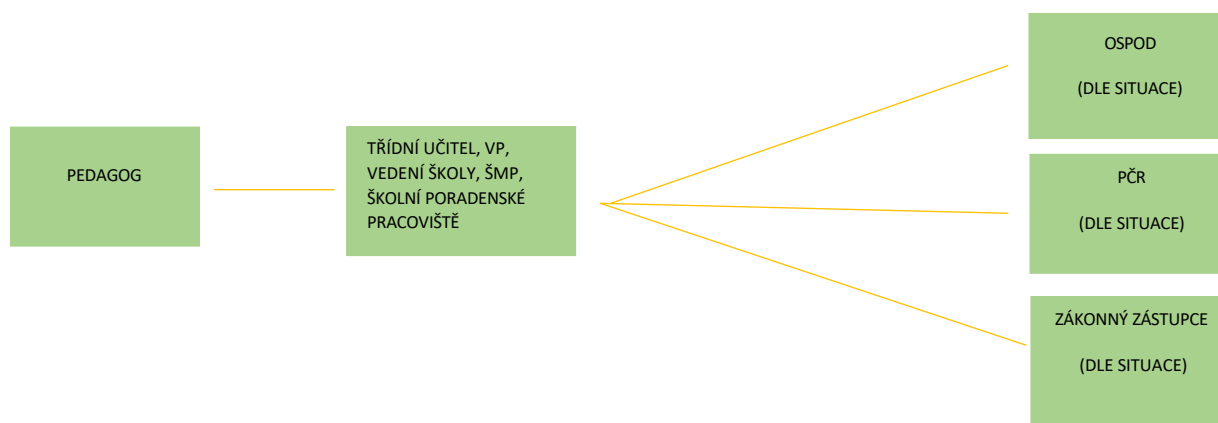 PEDAGOG
TŘÍDNÍ UČITEL, VP,
VEDENÍ ŠKOLY, ŠMP,
ŠKOLNÍ PORADENSKÉ
PRACOVIŠTĚ
OSPOD
(DLE SITUACE)
PČR
(DLE SITUACE)
ZÁKONNÝ ZÁSTUPCE
(DLE SITUACE)